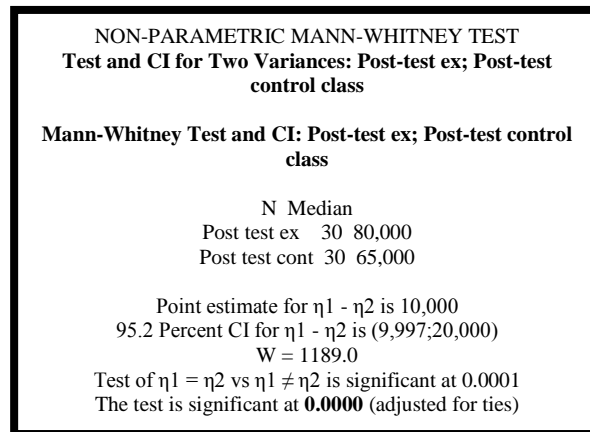 NON-PARAMETRIC MANN-WHITNEY TEST
Test and CI for Two Variances: Post-test ex; Post-test
control class
Mann-Whitney Test and CI: Post-test ex; Post-test control
class
N Median
Post test ex 30 80,000
Post test cont 30 65,000
Point estimate for η1 - η2 is 10,000
95.2 Percent CI for η1 - η2 is (9,997;20,000)
W = 1189.0
Test of η1 = η2 vs η1 ≠ η2 is significant at 0.0001
The test is significant at 0.0000 (adjusted for ties)